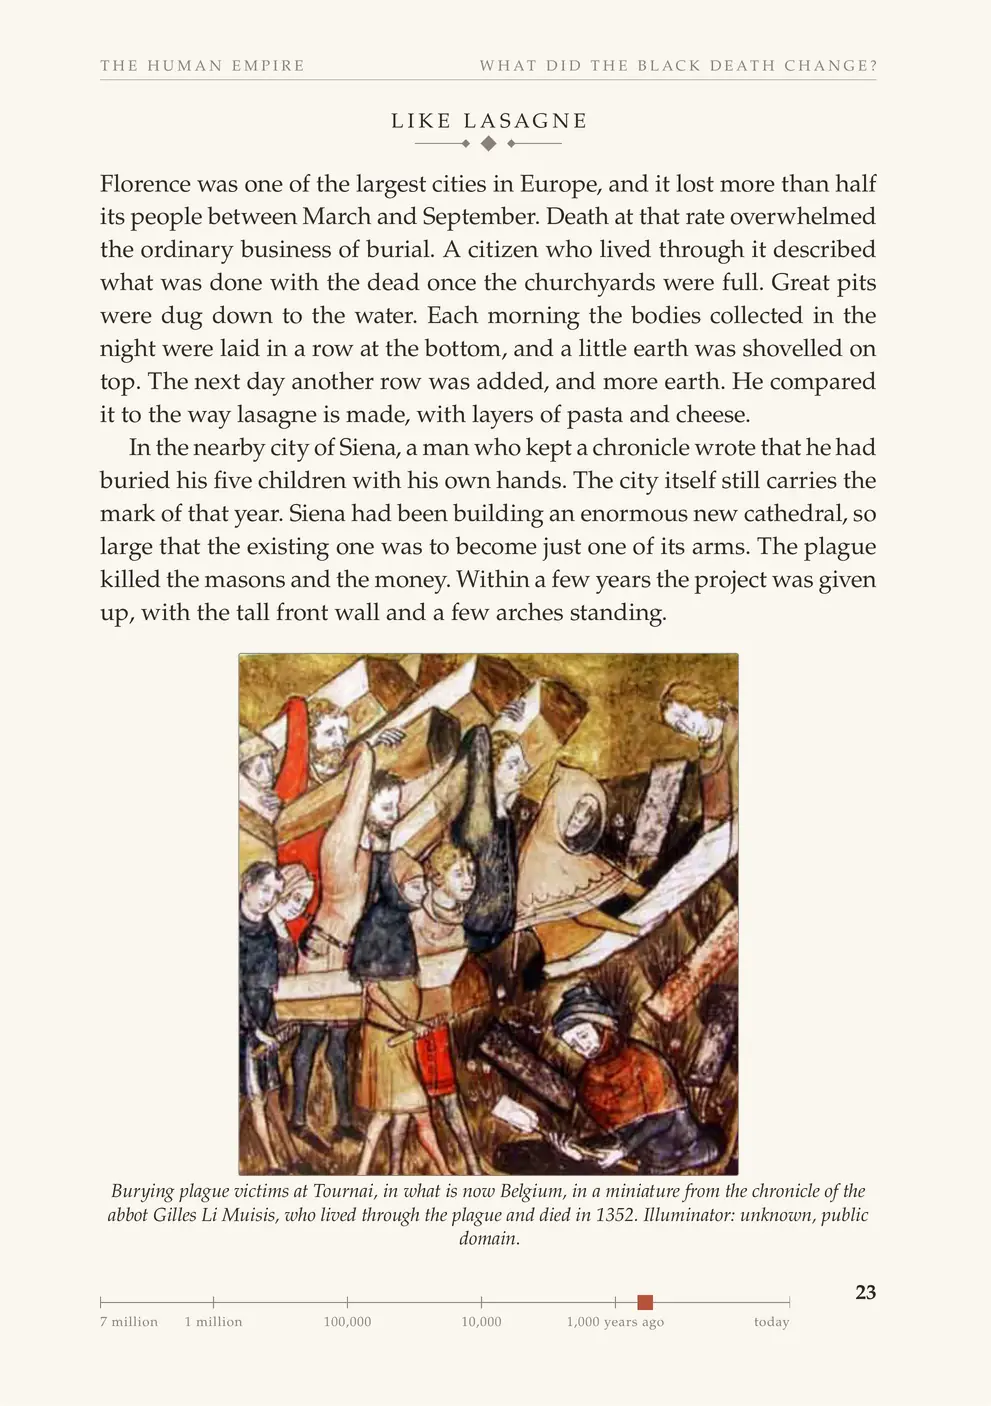 THE HUMAN EMPIRE
WHAT DID THE BLACK DEATH CHANGE?
LIKE LASAGNE
Florence was one of the largest cities in Europe, and it lost more than half
its people between March and September. Death at that rate overwhelmed
the ordinary business of burial. A citizen who lived through it described
what was done with the dead once the churchyards were full. Great pits
were dug down to the water. Each morning the bodies collected in the
night were laid in a row at the bottom, and a little earth was shovelled on
top. The next day another row was added, and more earth. He compared
it to the way lasagne is made, with layers of pasta and cheese.
In the nearby city of Siena, a man who kept a chronicle wrote that he had
buried his five children with his own hands. The city itself still carries the
mark of that year. Siena had been building an enormous new cathedral, so
large that the existing one was to become just one of its arms. The plague
killed the masons and the money. Within a few years the project was given
up, with the tall front wall and a few arches standing.
Burying plague victims at Tournai, in what is now Belgium, in a miniature from the chronicle of the
abbot Gilles Li Muisis, who lived through the plague and died in 1352. Illuminator: unknown, public
domain.
23
7 million 1 million 100,000 10,000 1,000 years ago today